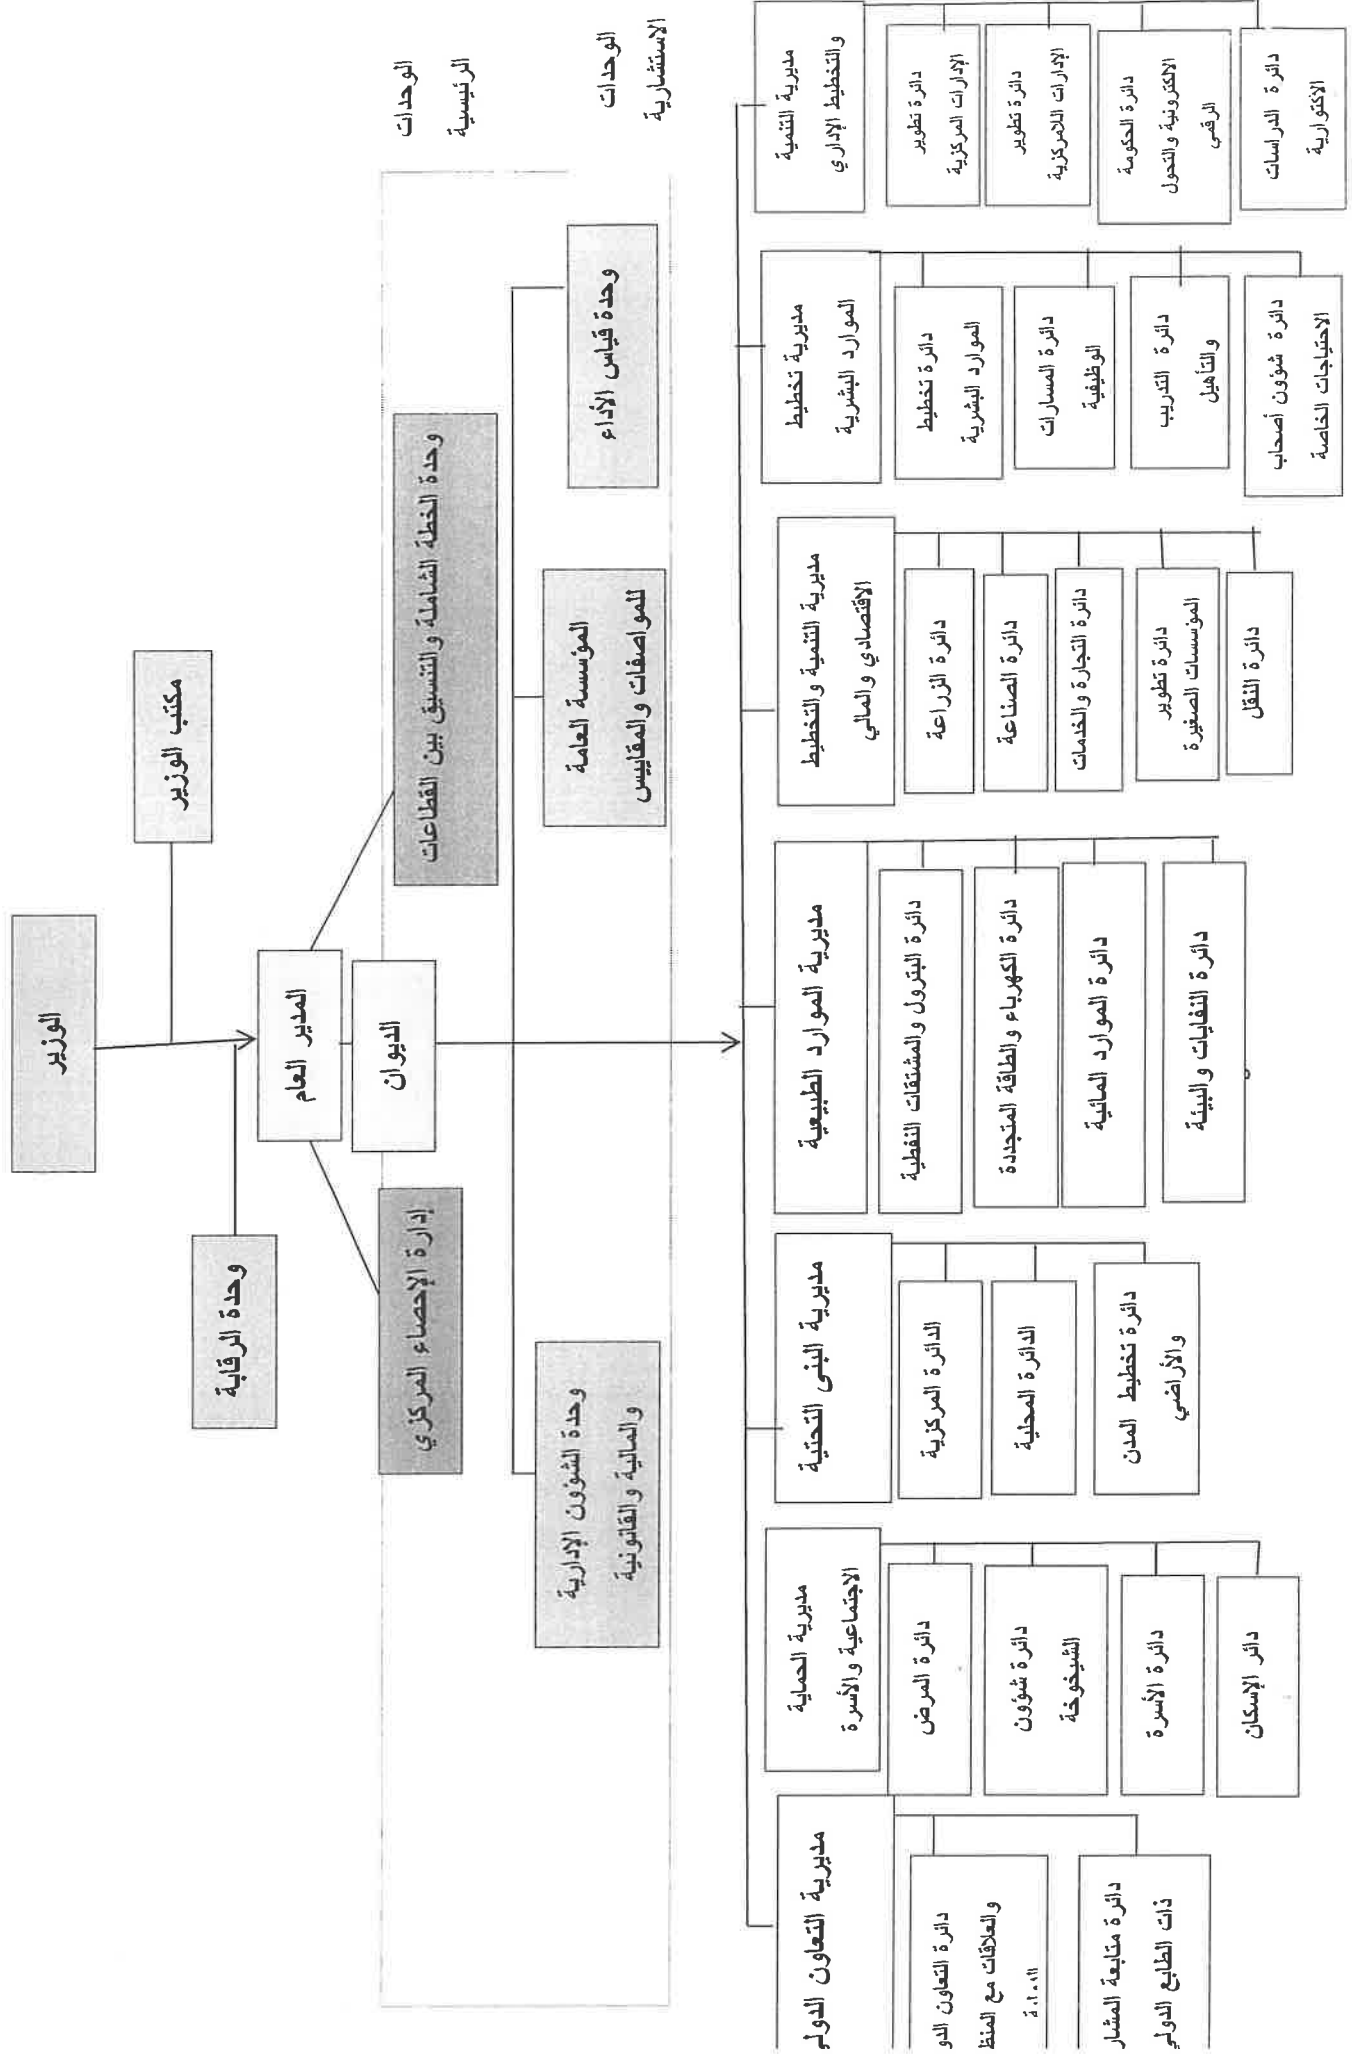 الوزير
مكتب الوزير
وحدة الرقابة
المدير العام
الديوان
الوحدات
الرئيسية
وحدة الخطة الشاملة والتنسيق بين القطاعات
إدارة الإحصاء المركزي
الوحدات
الاستشارية
وحدة قياس الأداء
المؤسسة العامة
للمواصفات والمقاييس
وحدة الشؤون الإدارية
والمالية والقانونية
مديرية التنمية
والتخطيط الإداري
دائرة تطوير
الإدارات المركزية
دائرة تطوير
الإدارات اللامركزية
دائرة الحكومة
الالكترونية والتحول
الرقمي
دائرة الدراسات
الاكتوارية
مديرية تخطيط
الموارد البشرية
دائرة تخطيط
الموارد البشرية
دائرة المسارات
الوظيفية
دائرة التدريب
والتأهيل
دائرة شؤون أصحاب
الاحتياجات الخاصة
مديرية التنمية والتخطيط
الاقتصادي والمالي
دائرة الزراعة
دائرة الصناعة
دائرة التجارة والخدمات
دائرة تطوير
المؤسسات الصغيرة
دائرة النقل
مديرية الموارد الطبيعية
دائرة البترول والمشتقات النفطية
دائرة الكهرباء والطاقة المتجددة
دائرة الموارد المائية
دائرة النفايات والبيئة
مديرية البنى التحتية
الدائرة المركزية
الدائرة المحلية
دائرة تخطيط المدن
والأراضي
مديرية الحماية
الاجتماعية والأسرة
دائرة المرض
دائرة شؤون
الشيخوخة
دائرة الأسرة
دائر الإسكان
مديرية التعاون الدولي
دائرة التعاون الدو
والعلاقات مع المنظ
دائرة متابعة المشار
ذات الطابع الدولي